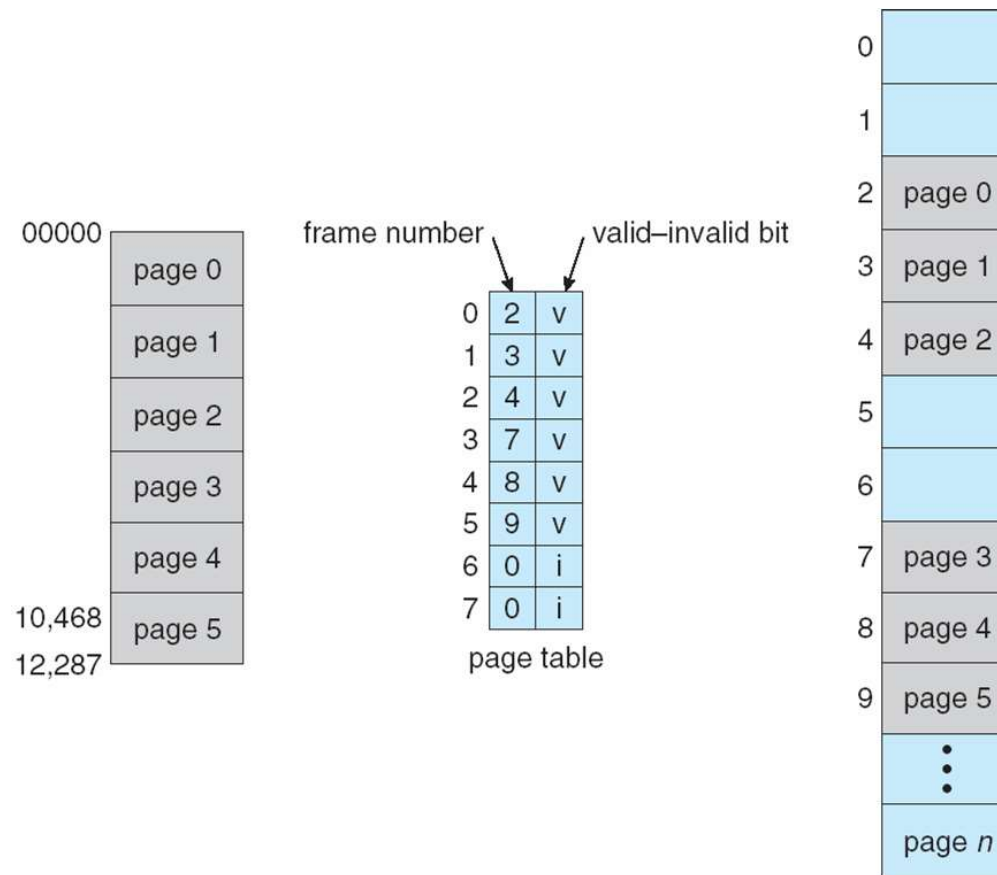 00000
page 0
page 1
page 2
page 3
page 4
10,468
page 5
12,287
frame number
valid–invalid bit
0 2 v
1 3 v
2 4 v
3 7 v
4 8 v
5 9 v
6 0 i
7 0 i
page table
0
1
2 page 0
3 page 1
4 page 2
5
6
7 page 3
8 page 4
9 page 5
page n